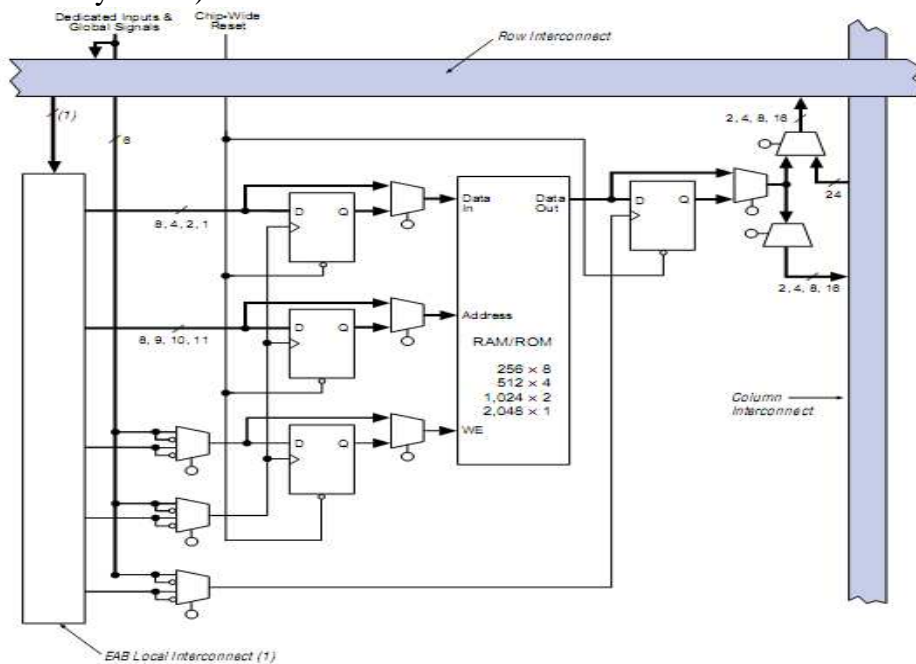 Dedicated Inputs &
Global Signals
Chip-Wide
Reset
Row Interconnect
(1)
6
2, 4, 8, 16
24
D Q
8, 4, 2, 1
Data
In
Data
Out
D Q
2, 4, 8, 16
D Q
8, 9, 10, 11
Address
RAM/ROM
256 × 8
512 × 4
1,024 × 2
2,048 × 1
Column
Interconnect
D Q
WE
EAB Local Interconnect (1)